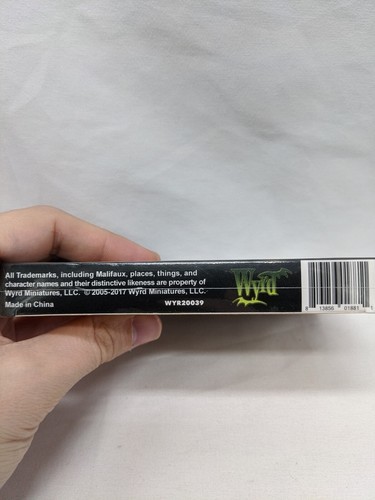 All Trademarks, including Malifaux, places, things, and
character names and their distinctive likeness are property of
Wyrd Miniatures, LLC. © 2005-2017 Wyrd Miniatures, LLC.
Made in China
WYR20039
Wyrd